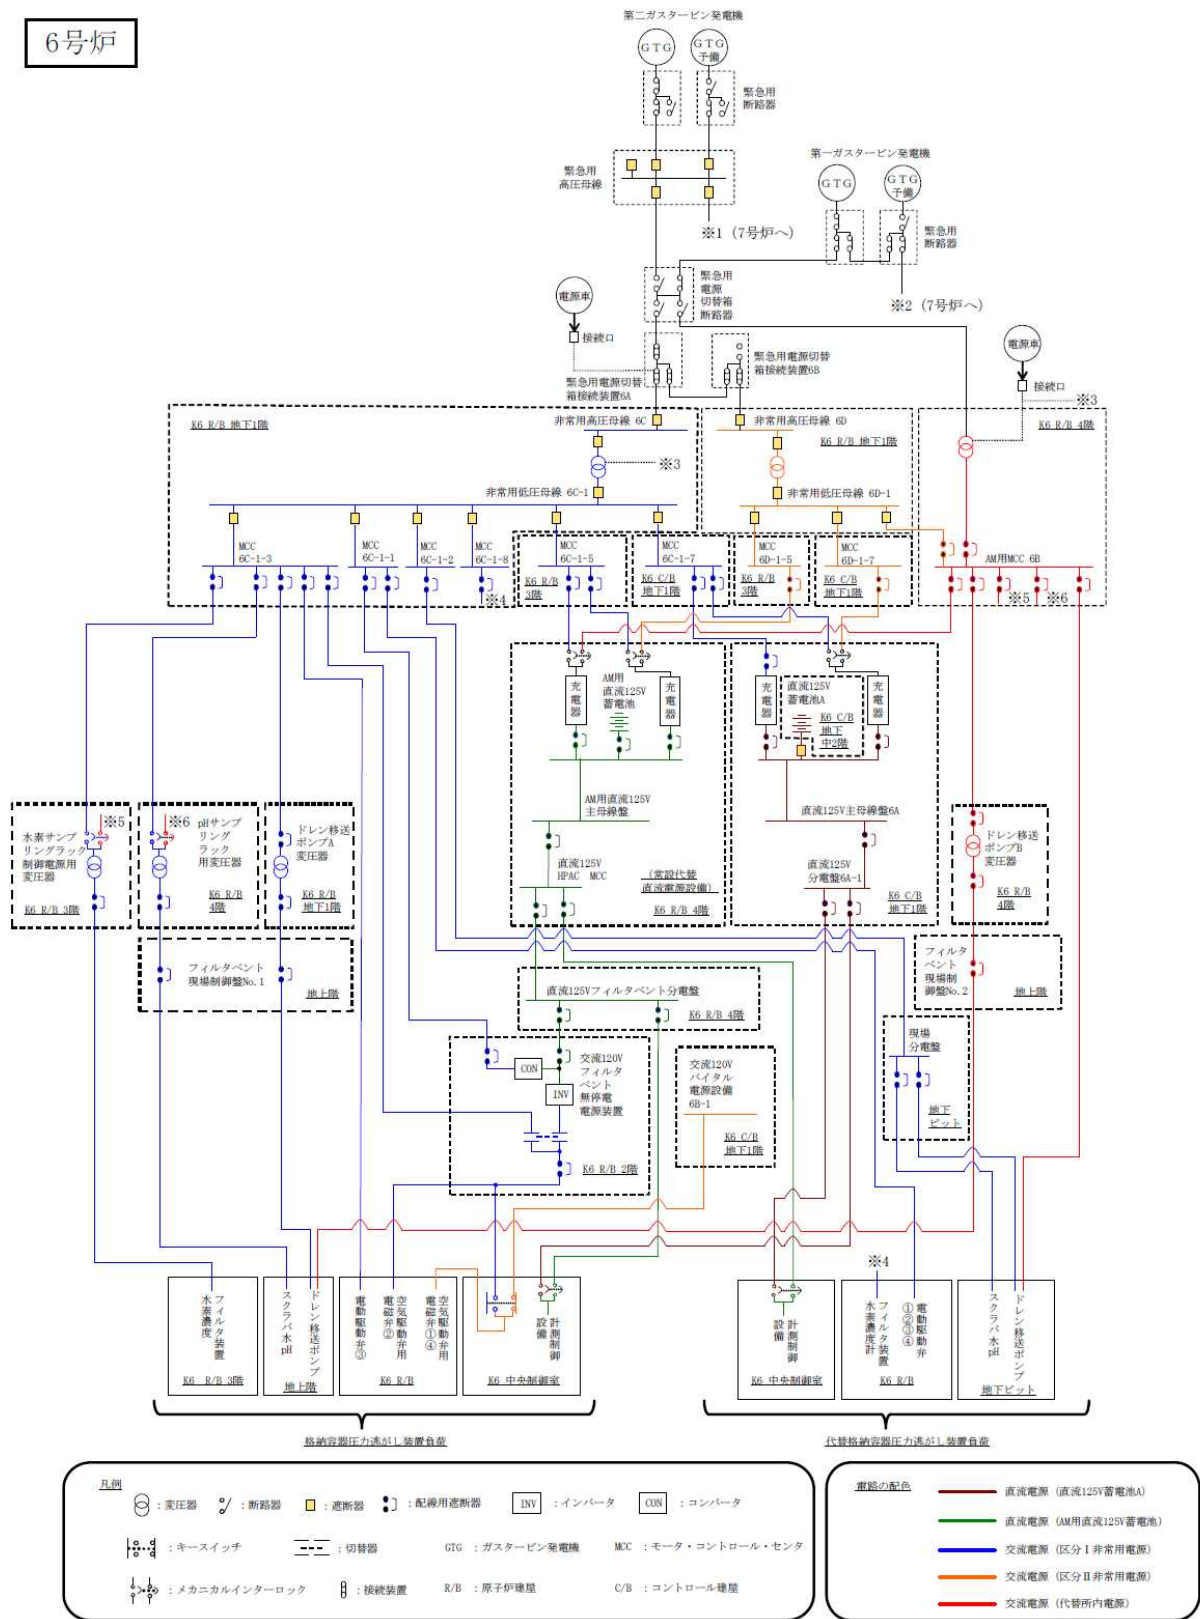 6号炉
第二ガスタービン発電機
GTG
GTG
予備
緊急用
断路器
緊急用
高圧母線
※1 (7号炉へ)
第一ガスタービン発電機
GTG
GTG
予備
緊急用
断路器
※2 (7号炉へ)
緊急用
電源
切替箱
断路器
電源車
接続口
緊急用電源切替
箱接続装置6A
緊急用電源切替
箱接続装置6B
電源車
接続口
※3
K6 R/B 地下1階
非常用高圧母線 6C
※3
非常用低圧母線 6C-1
非常用高圧母線 6D
K6 R/B 地下1階
非常用低圧母線 6D-1
K6 R/B 4階
MCC
6C-1-3
MCC
6C-1-1
MCC
6C-1-2
MCC
6C-1-8
※4
MCC
6C-1-5
K6 R/B
3階
MCC
6C-1-7
K6 C/B
地下1階
MCC
6D-1-5
K6 R/B
3階
MCC
6D-1-7
K6 C/B
地下1階
AM用MCC 6B
※5
※6
充電器
AM用
直流125V
蓄電池
充電器
AM用直流125V
主母線盤
直流125V
HPAC MCC
(常設代替
直流電源設備)
K6 R/B 4階
充電器
直流125V
蓄電池A
K6 C/B
地下
中2階
充電器
直流125V主母線盤6A
直流125V
分電盤6A-1
K6 C/B
地下1階
※5
水素サンプ
リングラック
制御電源用
変圧器
K6 R/B 3階
※6
pHサンプ
リング
ラック
用変圧器
K6 R/B
4階
ドレン移送
ポンプA
変圧器
K6 R/B
地下1階
ドレン移送
ポンプB
変圧器
K6 R/B
4階
フィルタベント
現場制御盤No.1
地上階
フィルタ
ベント
現場制
御盤No.2
地上階
直流125Vフィルタベント分電盤
K6 R/B 4階
CON
INV
交流120V
フィルタ
ベント
無停電
電源装置
K6 R/B 2階
交流120V
バイタル
電源設備
6B-1
K6 C/B
地下1階
現場
分電盤
地下
ピット
フィルタ装置
水素濃度
K6 R/B 3階
スクラバ水
pH
ドレン移送ポンプ
地上階
電動駆動弁③
空気駆動弁用
電磁弁②
空気駆動弁用
電磁弁①④
K6 R/B
計測制御
設備
K6 中央制御室
計測制御
設備
K6 中央制御室
※4
フィルタ装置
水素濃度計
電動駆動弁
①②③④
K6 R/B
スクラバ水
pH
ドレン移送ポンプ
地下ピット
格納容器圧力逃がし装置負荷
代替格納容器圧力逃がし装置負荷
凡例
:変圧器
:断路器
:遮断器
:配線用遮断器
INV :インバータ
CON :コンバータ
:キースイッチ
:切替器
GTG :ガスタービン発電機
MCC :モータ・コントロール・センタ
:メカニカルインターロック
:接続装置
R/B :原子炉建屋
C/B :コントロール建屋
電路の配色
直流電源 (直流125V蓄電池A)
直流電源 (AM用直流125V蓄電池)
交流電源 (区分Ⅰ非常用電源)
交流電源 (区分Ⅱ非常用電源)
交流電源 (代替所内電源)